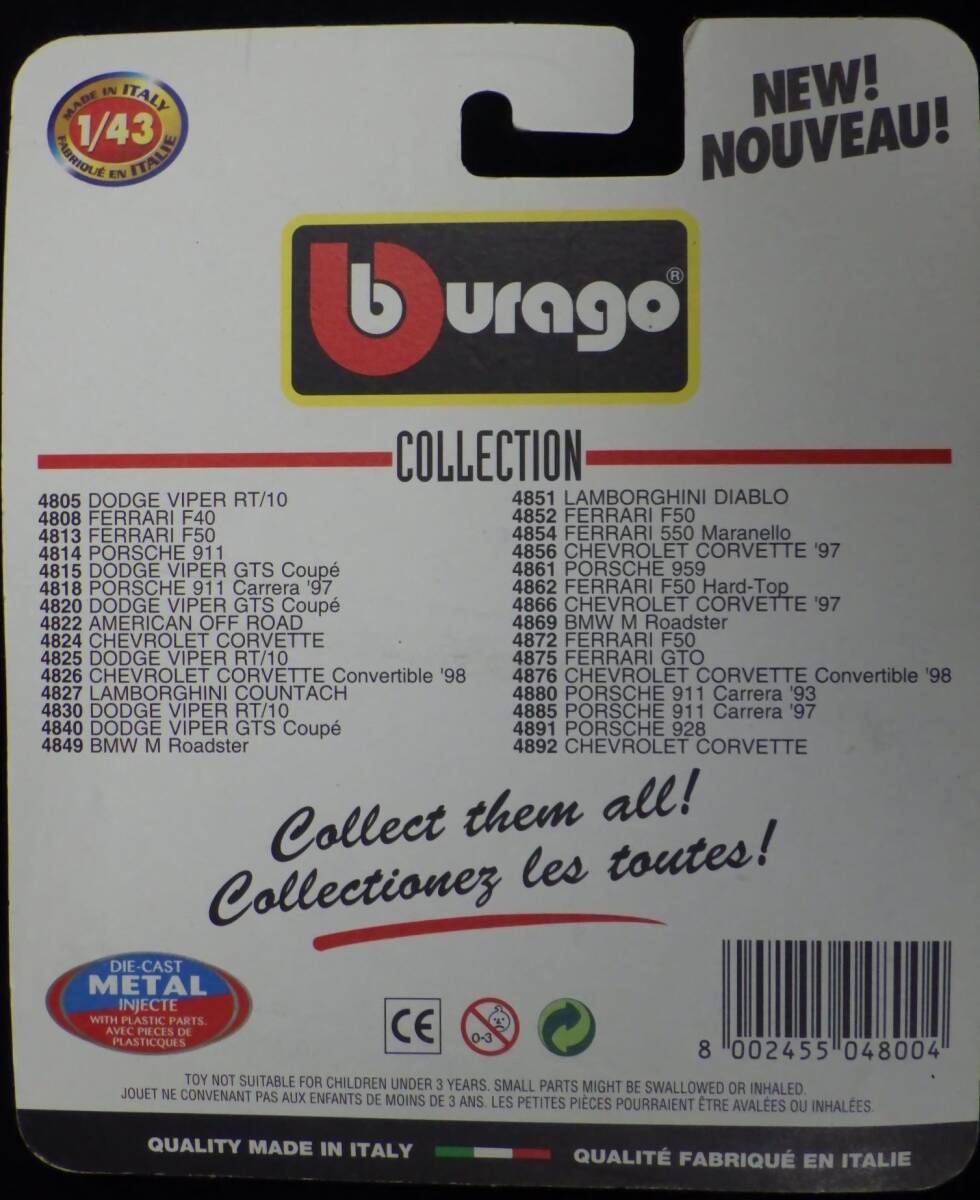 MADE IN ITALY
1/43
FABRIQUÉ EN ITALIE
NEW!
NOUVEAU!
burago®
COLLECTION
4805 DODGE VIPER RT/10
4808 FERRARI F40
4813 FERRARI F50
4814 PORSCHE 911
4815 DODGE VIPER GTS Coupé
4818 PORSCHE 911 Carrera '97
4820 DODGE VIPER GTS Coupé
4822 AMERICAN OFF ROAD
4824 CHEVROLET CORVETTE
4825 DODGE VIPER RT/10
4826 CHEVROLET CORVETTE Convertible '98
4827 LAMBORGHINI COUNTACH
4830 DODGE VIPER RT/10
4840 DODGE VIPER GTS Coupé
4849 BMW M Roadster
4851 LAMBORGHINI DIABLO
4852 FERRARI F50
4854 FERRARI 550 Maranello
4856 CHEVROLET CORVETTE '97
4861 PORSCHE 959
4862 FERRARI F50 Hard-Top
4866 CHEVROLET CORVETTE '97
4869 BMW M Roadster
4872 FERRARI F50
4875 FERRARI GTO
4876 CHEVROLET CORVETTE Convertible '98
4880 PORSCHE 911 Carrera '93
4885 PORSCHE 911 Carrera '97
4891 PORSCHE 928
4892 CHEVROLET CORVETTE
Collect them all!
Collectionez les toutes!
DIE-CAST
METAL
INJECTE
WITH PLASTIC PARTS.
AVEC PIECES DE
PLASTICQUES
CE
0-3
8 002455 048004
TOY NOT SUITABLE FOR CHILDREN UNDER 3 YEARS. SMALL PARTS MIGHT BE SWALLOWED OR INHALED.
JOUET NE CONVENANT PAS AUX ENFANTS DE MOINS DE 3 ANS. LES PETITES PIÈCES POURRAIENT ÊTRE AVALÉES OU INHALÉES.
QUALITY MADE IN ITALY
QUALITÉ FABRIQUÉ EN ITALIE